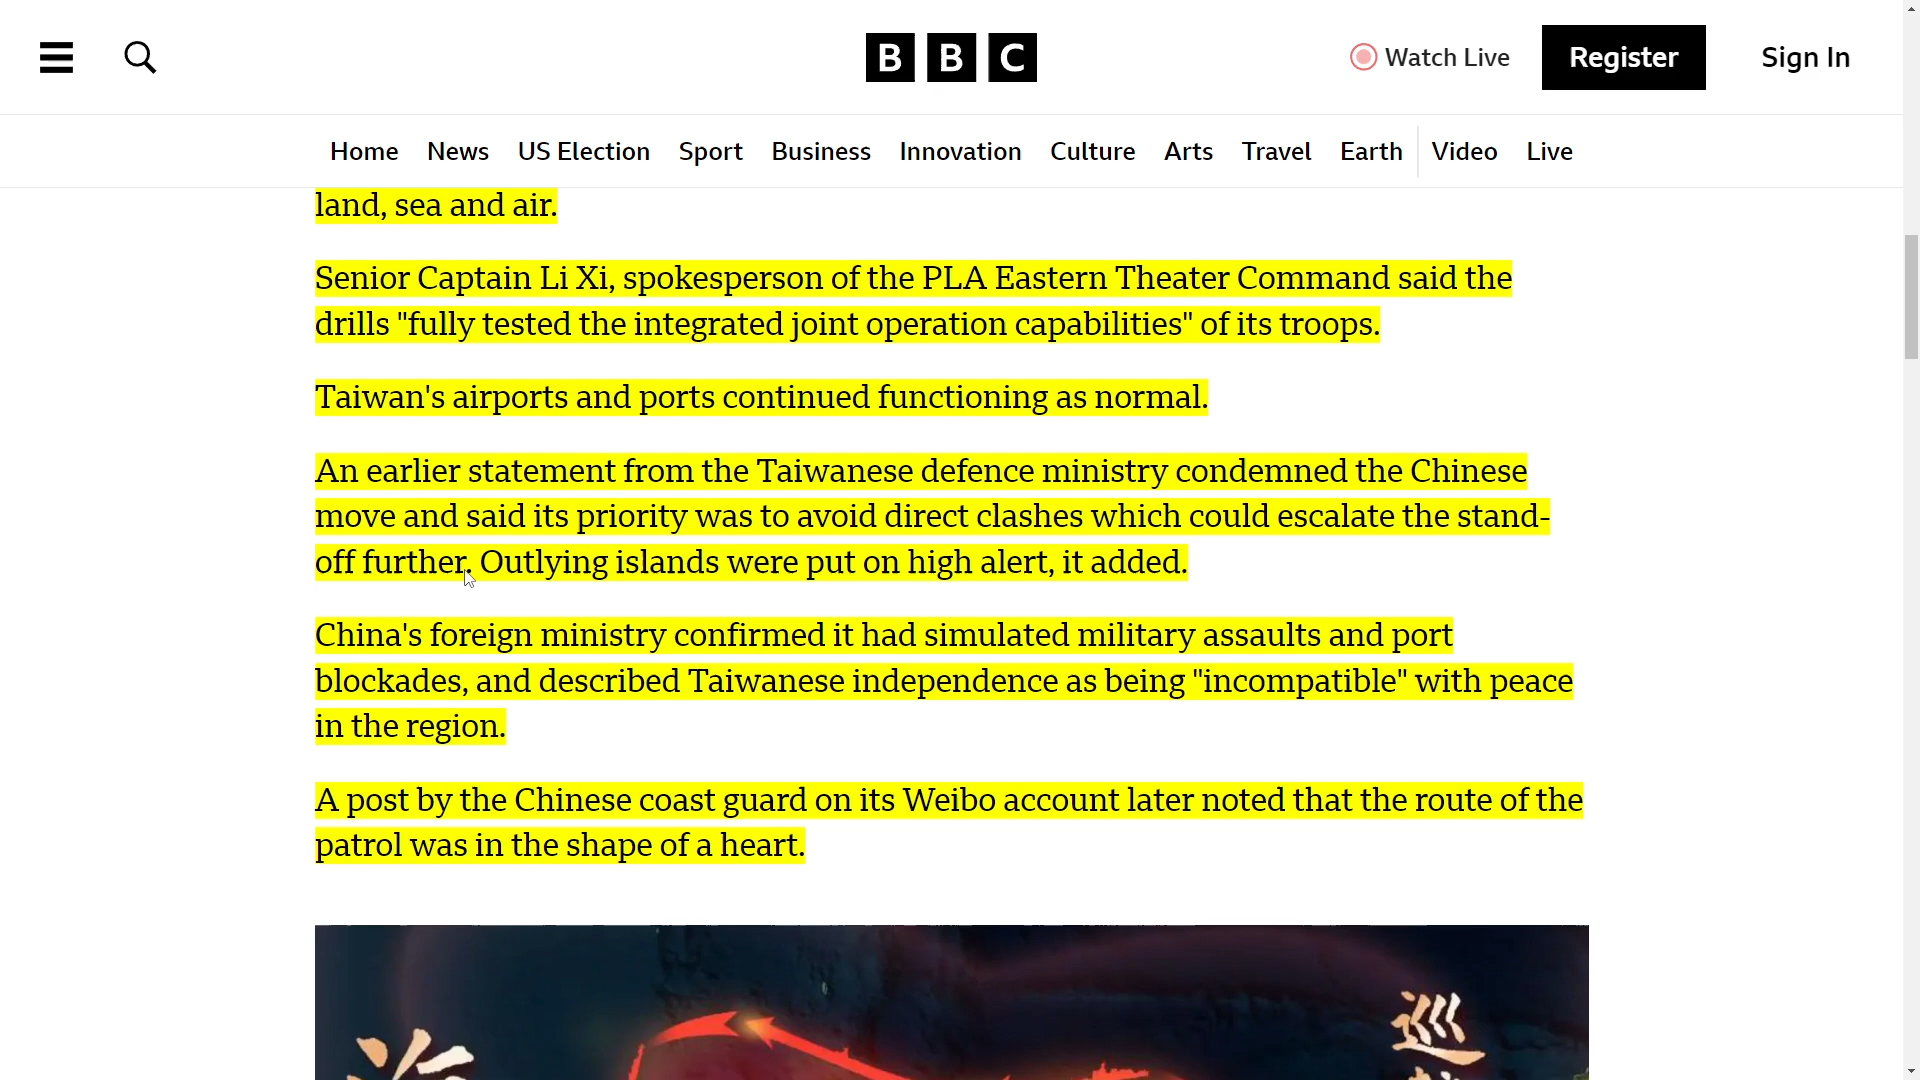 BBC
Watch Live
Register
Sign In
Home News US Election Sport Business Innovation Culture Arts Travel Earth Video Live
land, sea and air.
Senior Captain Li Xi, spokesperson of the PLA Eastern Theater Command said the
drills "fully tested the integrated joint operation capabilities" of its troops.
Taiwan's airports and ports continued functioning as normal.
An earlier statement from the Taiwanese defence ministry condemned the Chinese
move and said its priority was to avoid direct clashes which could escalate the stand-
off further. Outlying islands were put on high alert, it added.
China's foreign ministry confirmed it had simulated military assaults and port
blockades, and described Taiwanese independence as being "incompatible" with peace
in the region.
A post by the Chinese coast guard on its Weibo account later noted that the route of the
patrol was in the shape of a heart.
巡